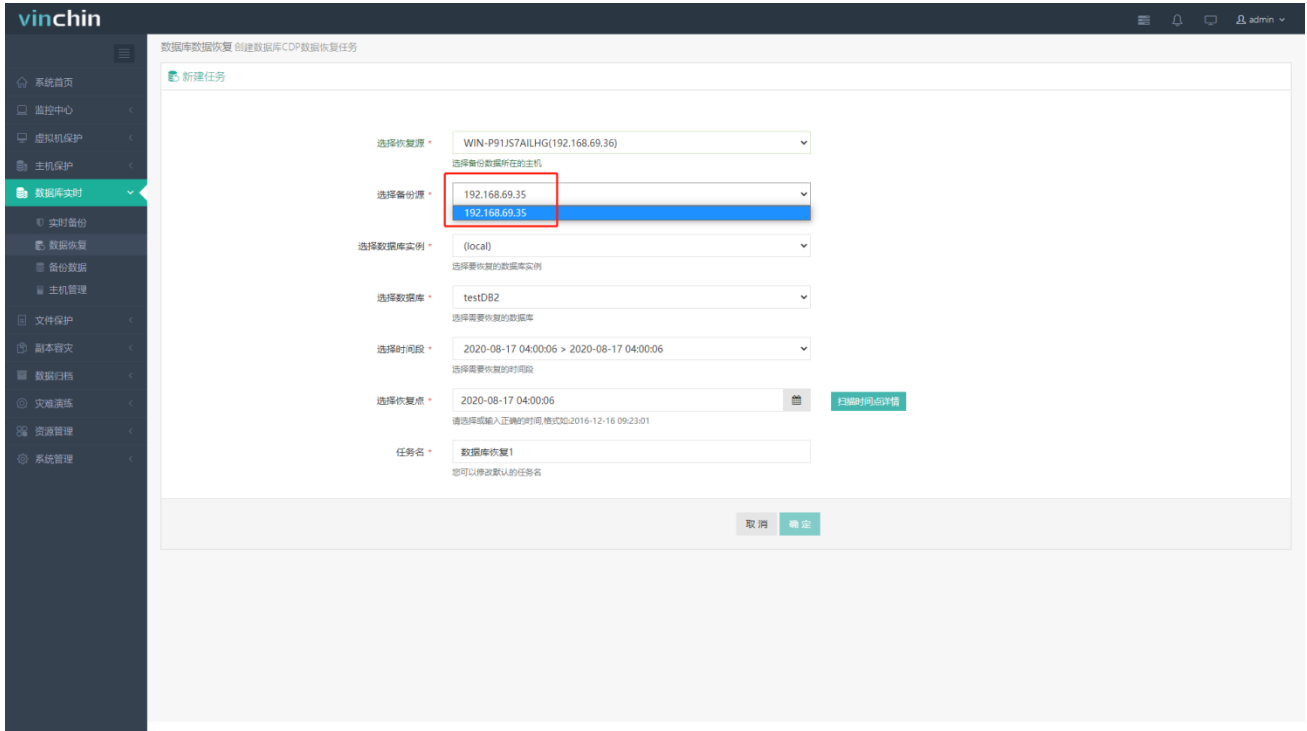 vinchin
admin
数据库数据恢复 创建数据库CDP数据恢复任务
新建任务
系统首页
监控中心
虚拟机保护
主机保护
数据库实时
实时备份
数据恢复
备份数据
主机管理
文件保护
副本容灾
数据归档
灾难演练
资源管理
系统管理
选择恢复源 * WIN-P91JS7AILHG(192.168.69.36)
选择备份数据所在的主机
选择备份源 * 192.168.69.35
192.168.69.35
选择数据库实例 * (local)
选择要恢复的数据库实例
选择数据库 * testDB2
选择需要恢复的数据库
选择时间段 * 2020-08-17 04:00:06 > 2020-08-17 04:00:06
选择需要恢复的时间段
选择恢复点 * 2020-08-17 04:00:06 扫描时间点详情
请选择或输入正确的时间,格式如:2016-12-16 09:23:01
任务名 * 数据库恢复1
您可以修改默认的任务名
取消 确定